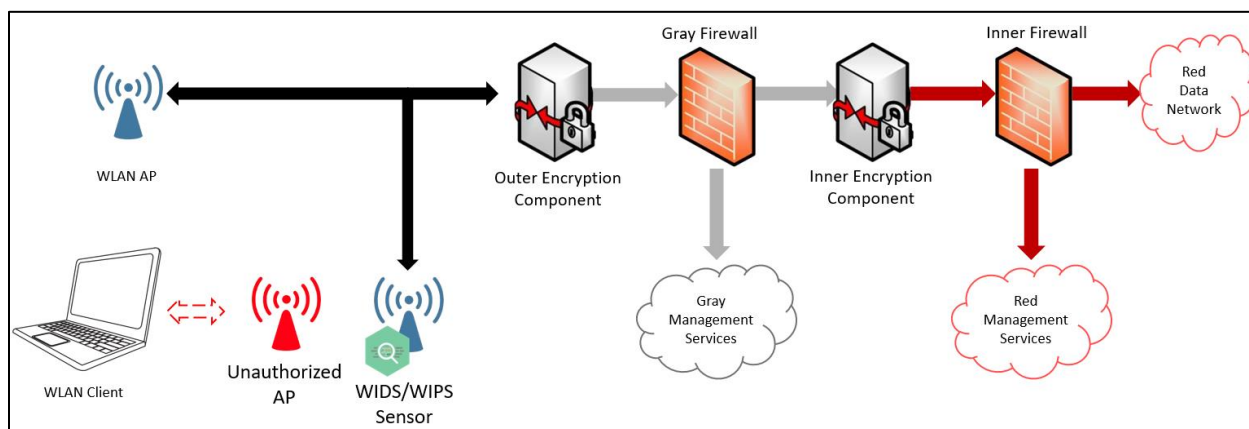 Gray Firewall
Inner Firewall
Red
Data
Network
WLAN AP
Outer Encryption
Component
Inner Encryption
Component
Gray
Management
Services
Red
Management
Services
WLAN Client
Unauthorized
AP
WIDS/WIPS
Sensor